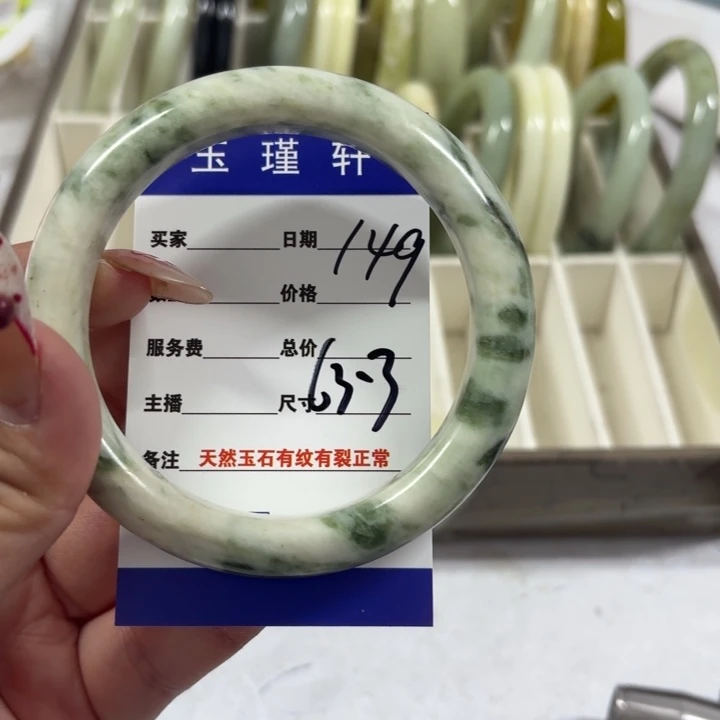 玉瑾轩
买家 日期 149
价格
服务费 总价
主播 尺寸 63-3
备注 天然玉石有纹有裂正常